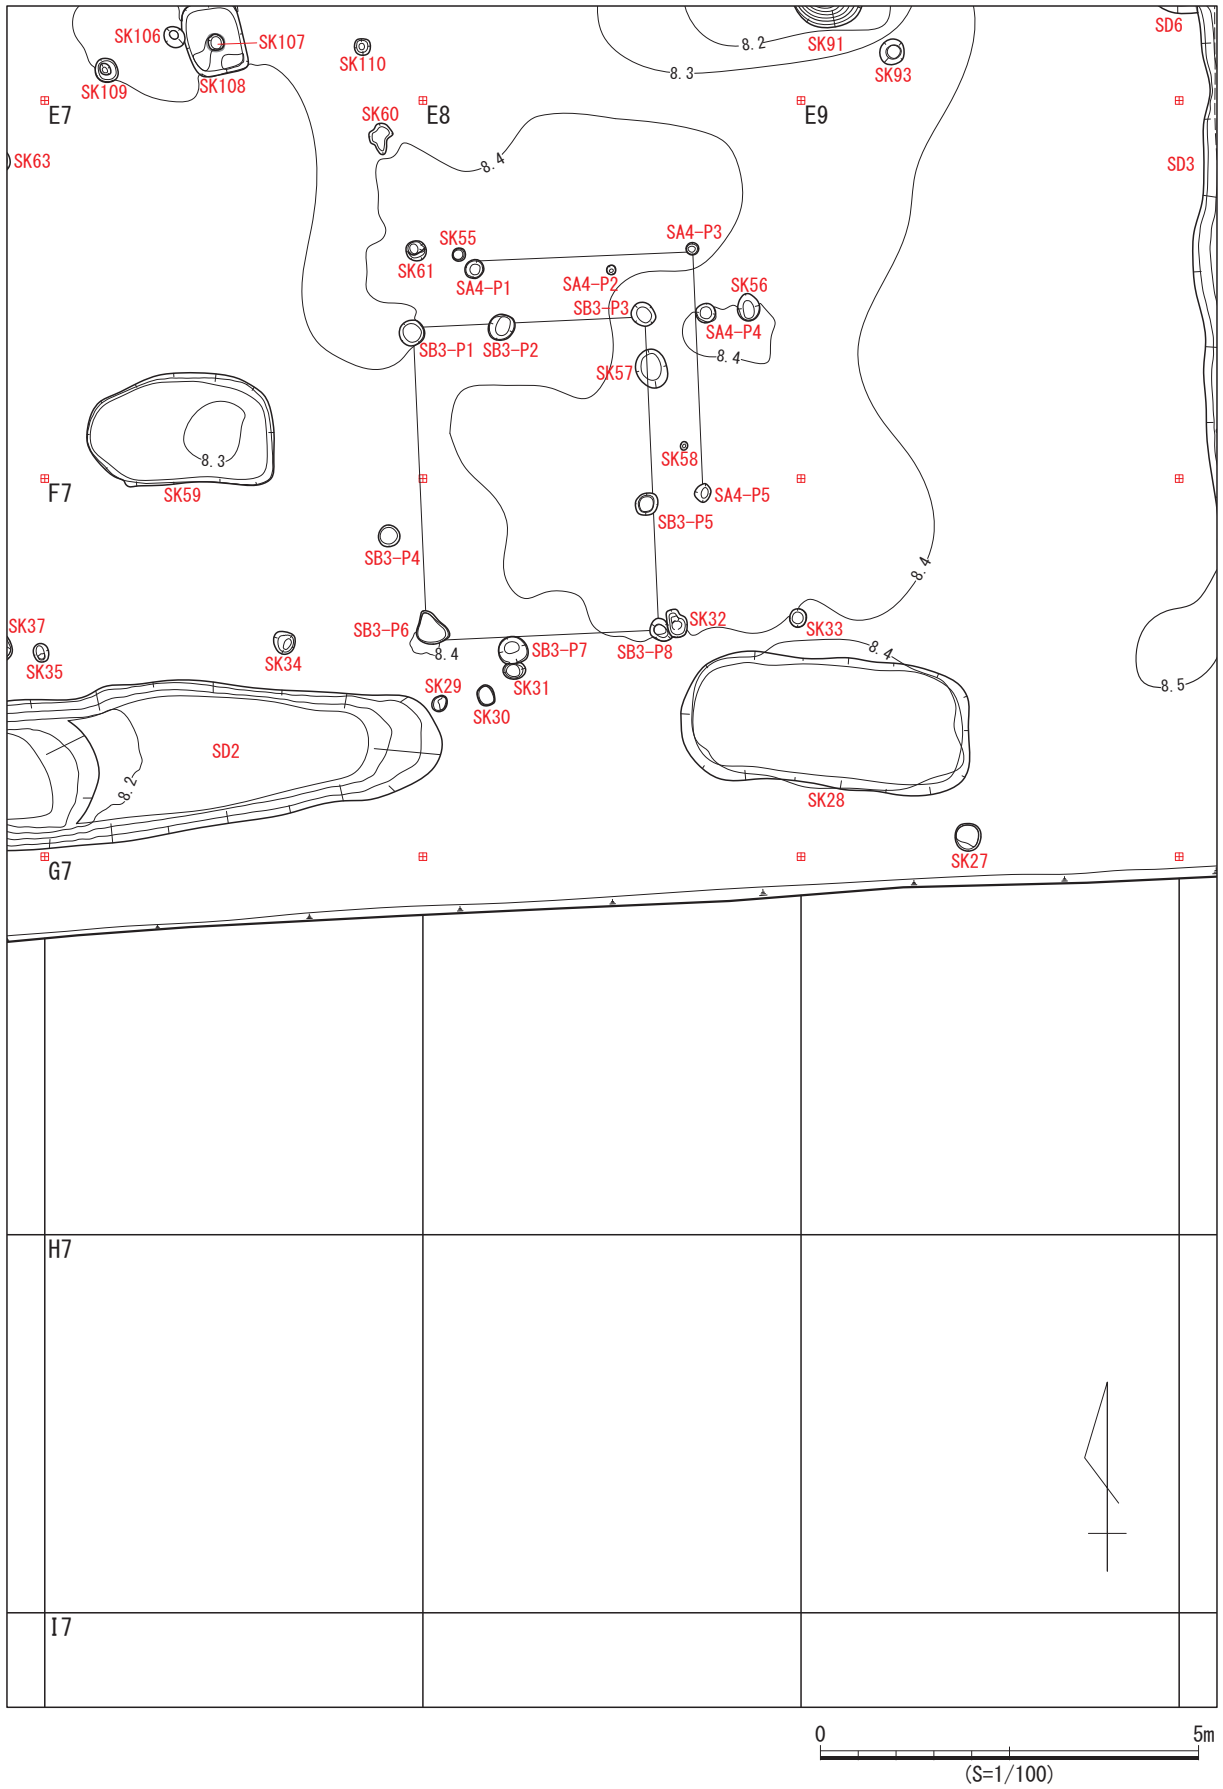 SD6
SK106
SK107
SK110
8.2
SK91
8.3
SK93
SK109
SK108
E7
SK60
E8
E9
SK63
8.4
SD3
SK55
SA4-P3
SK61
SA4-P1
SA4-P2
SK56
SB3-P3
SA4-P4
SB3-P1
SB3-P2
8.4
SK57
8.3
SK58
F7
SK59
SA4-P5
SB3-P5
SB3-P4
8.4
SK37
SB3-P6
SK32
SK33
SK34
8.4
SB3-P7
SB3-P8
8.4
SK35
SK31
8.5
SK29
SK30
SD2
8.2
SK28
G7
SK27
H7
I7
0
5m
(S=1/100)